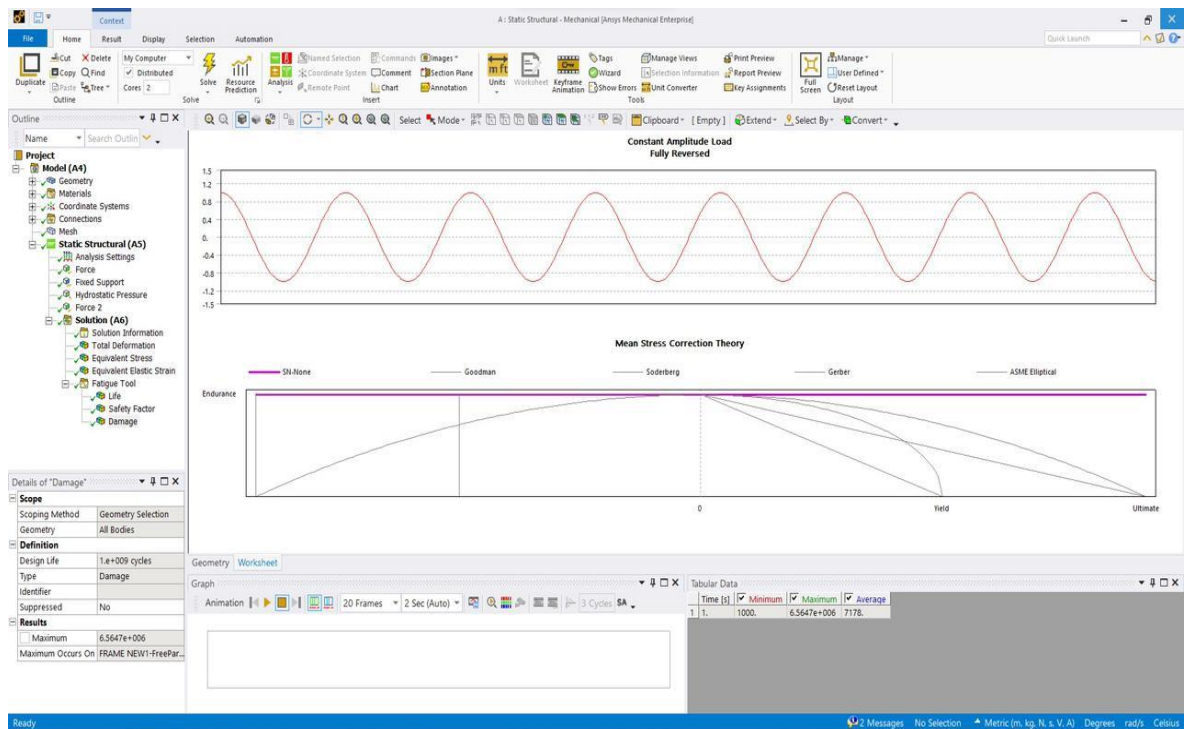 Context
A : Static Structural - Mechanical [Ansys Mechanical Enterprise]
File Home Result Display Selection Automation Quick Launch
Duplicate Cut Copy Paste Delete Find Tree
Outline
My Computer Distributed Cores 2 Solve Resource Prediction
Solve
Analysis Named Selection Coordinate System Remote Point Commands Comment Chart Images Section Plane Annotation
Insert
Units Worksheet Keyframe Animation Tags Wizard Show Errors Manage Views Selection Information Unit Converter Print Preview Report Preview Key Assignments
Tools
Full Screen Manage User Defined Reset Layout
Layout
Outline
Name Search Outlin
Select Mode Clipboard [ Empty ] Extend Select By Convert
Project
Model (A4)
Geometry
Materials
Coordinate Systems
Connections
Mesh
Static Structural (A5)
Analysis Settings
Force
Fixed Support
Hydrostatic Pressure
Force 2
Solution (A6)
Solution Information
Total Deformation
Equivalent Stress
Equivalent Elastic Strain
Fatigue Tool
Life
Safety Factor
Damage
Constant Amplitude Load
Fully Reversed
1.5
1.2
0.8
0.4
0.
-0.4
-0.8
-1.2
-1.5
Mean Stress Correction Theory
SN-None Goodman Soderberg Gerber ASME Elliptical
Endurance
0 Yield Ultimate
Details of "Damage"
Scope
Scoping Method Geometry Selection
Geometry All Bodies
Definition
Design Life 1.e+009 cycles
Type Damage
Identifier
Suppressed No
Results
Maximum 6.5647e+006
Maximum Occurs On FRAME NEW1-FreePar...
Geometry Worksheet
Graph
Animation 20 Frames 2 Sec (Auto) 3 Cycles
Tabular Data
Time [s] Minimum Maximum Average
1 1. 1000. 6.5647e+006 7178.
Ready 2 Messages No Selection Metric (m, kg, N, s, V, A) Degrees rad/s Celsius